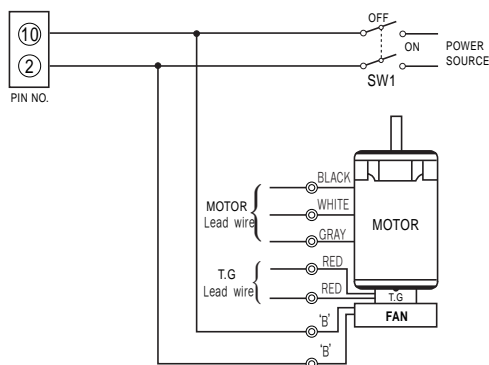 OFF
10
ON
POWER
SOURCE
2
SW1
PIN NO.
BLACK
MOTOR
Lead wire
WHITE
MOTOR
GRAY
T.G
Lead wire
RED
RED
T.G
'B'
FAN
'B'